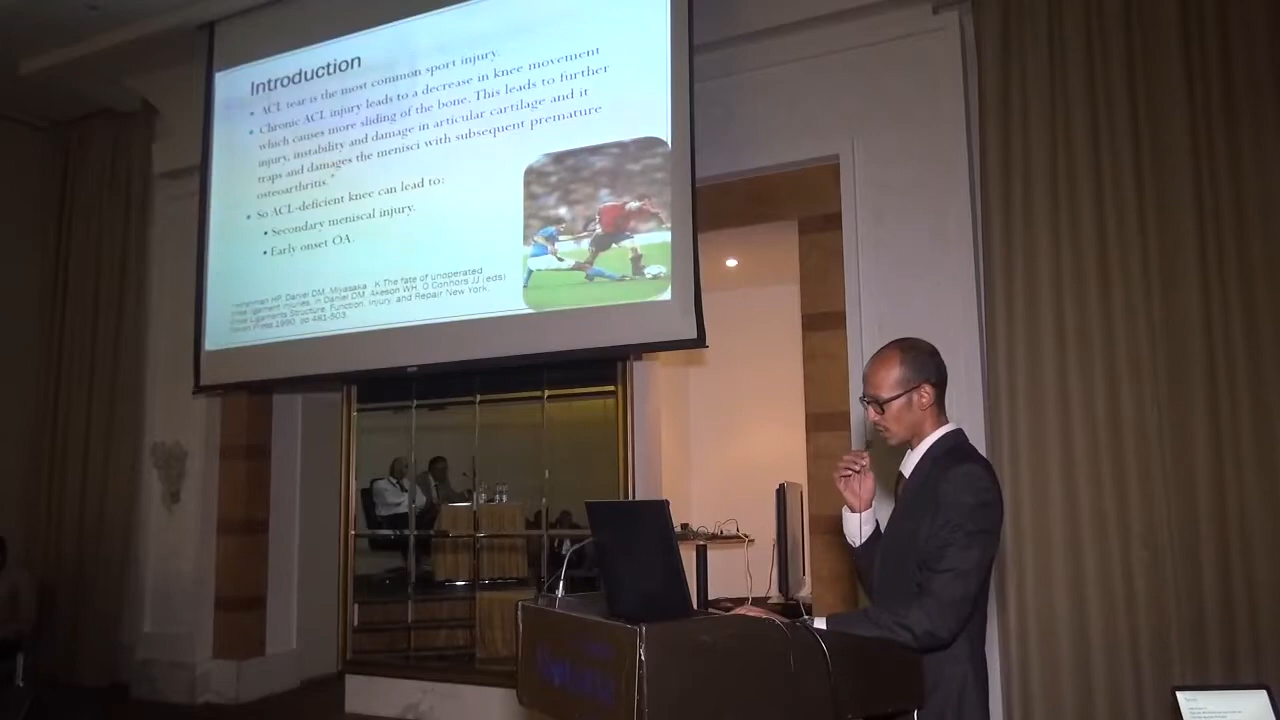 Introduction
• ACL tear is the most common sport injury.
• Chronic ACL injury leads to a decrease in knee movement
which causes more sliding of the bone. This leads to further
injury, instability and damage in articular cartilage and it
traps and damages the menisci with subsequent premature
osteoarthritis."
• So ACL-deficient knee can lead to:
• Secondary meniscal injury.
• Early onset OA.
HP, Daniel DM, Miyasaka K The fate of unoperated
knee ligament injuries, in Daniel DM, Akeson WH, O Connors JJ (eds)
Knee Ligaments Structure, Function, Injury, and Repair New York,
Raven Press 1990, pp 481-503.